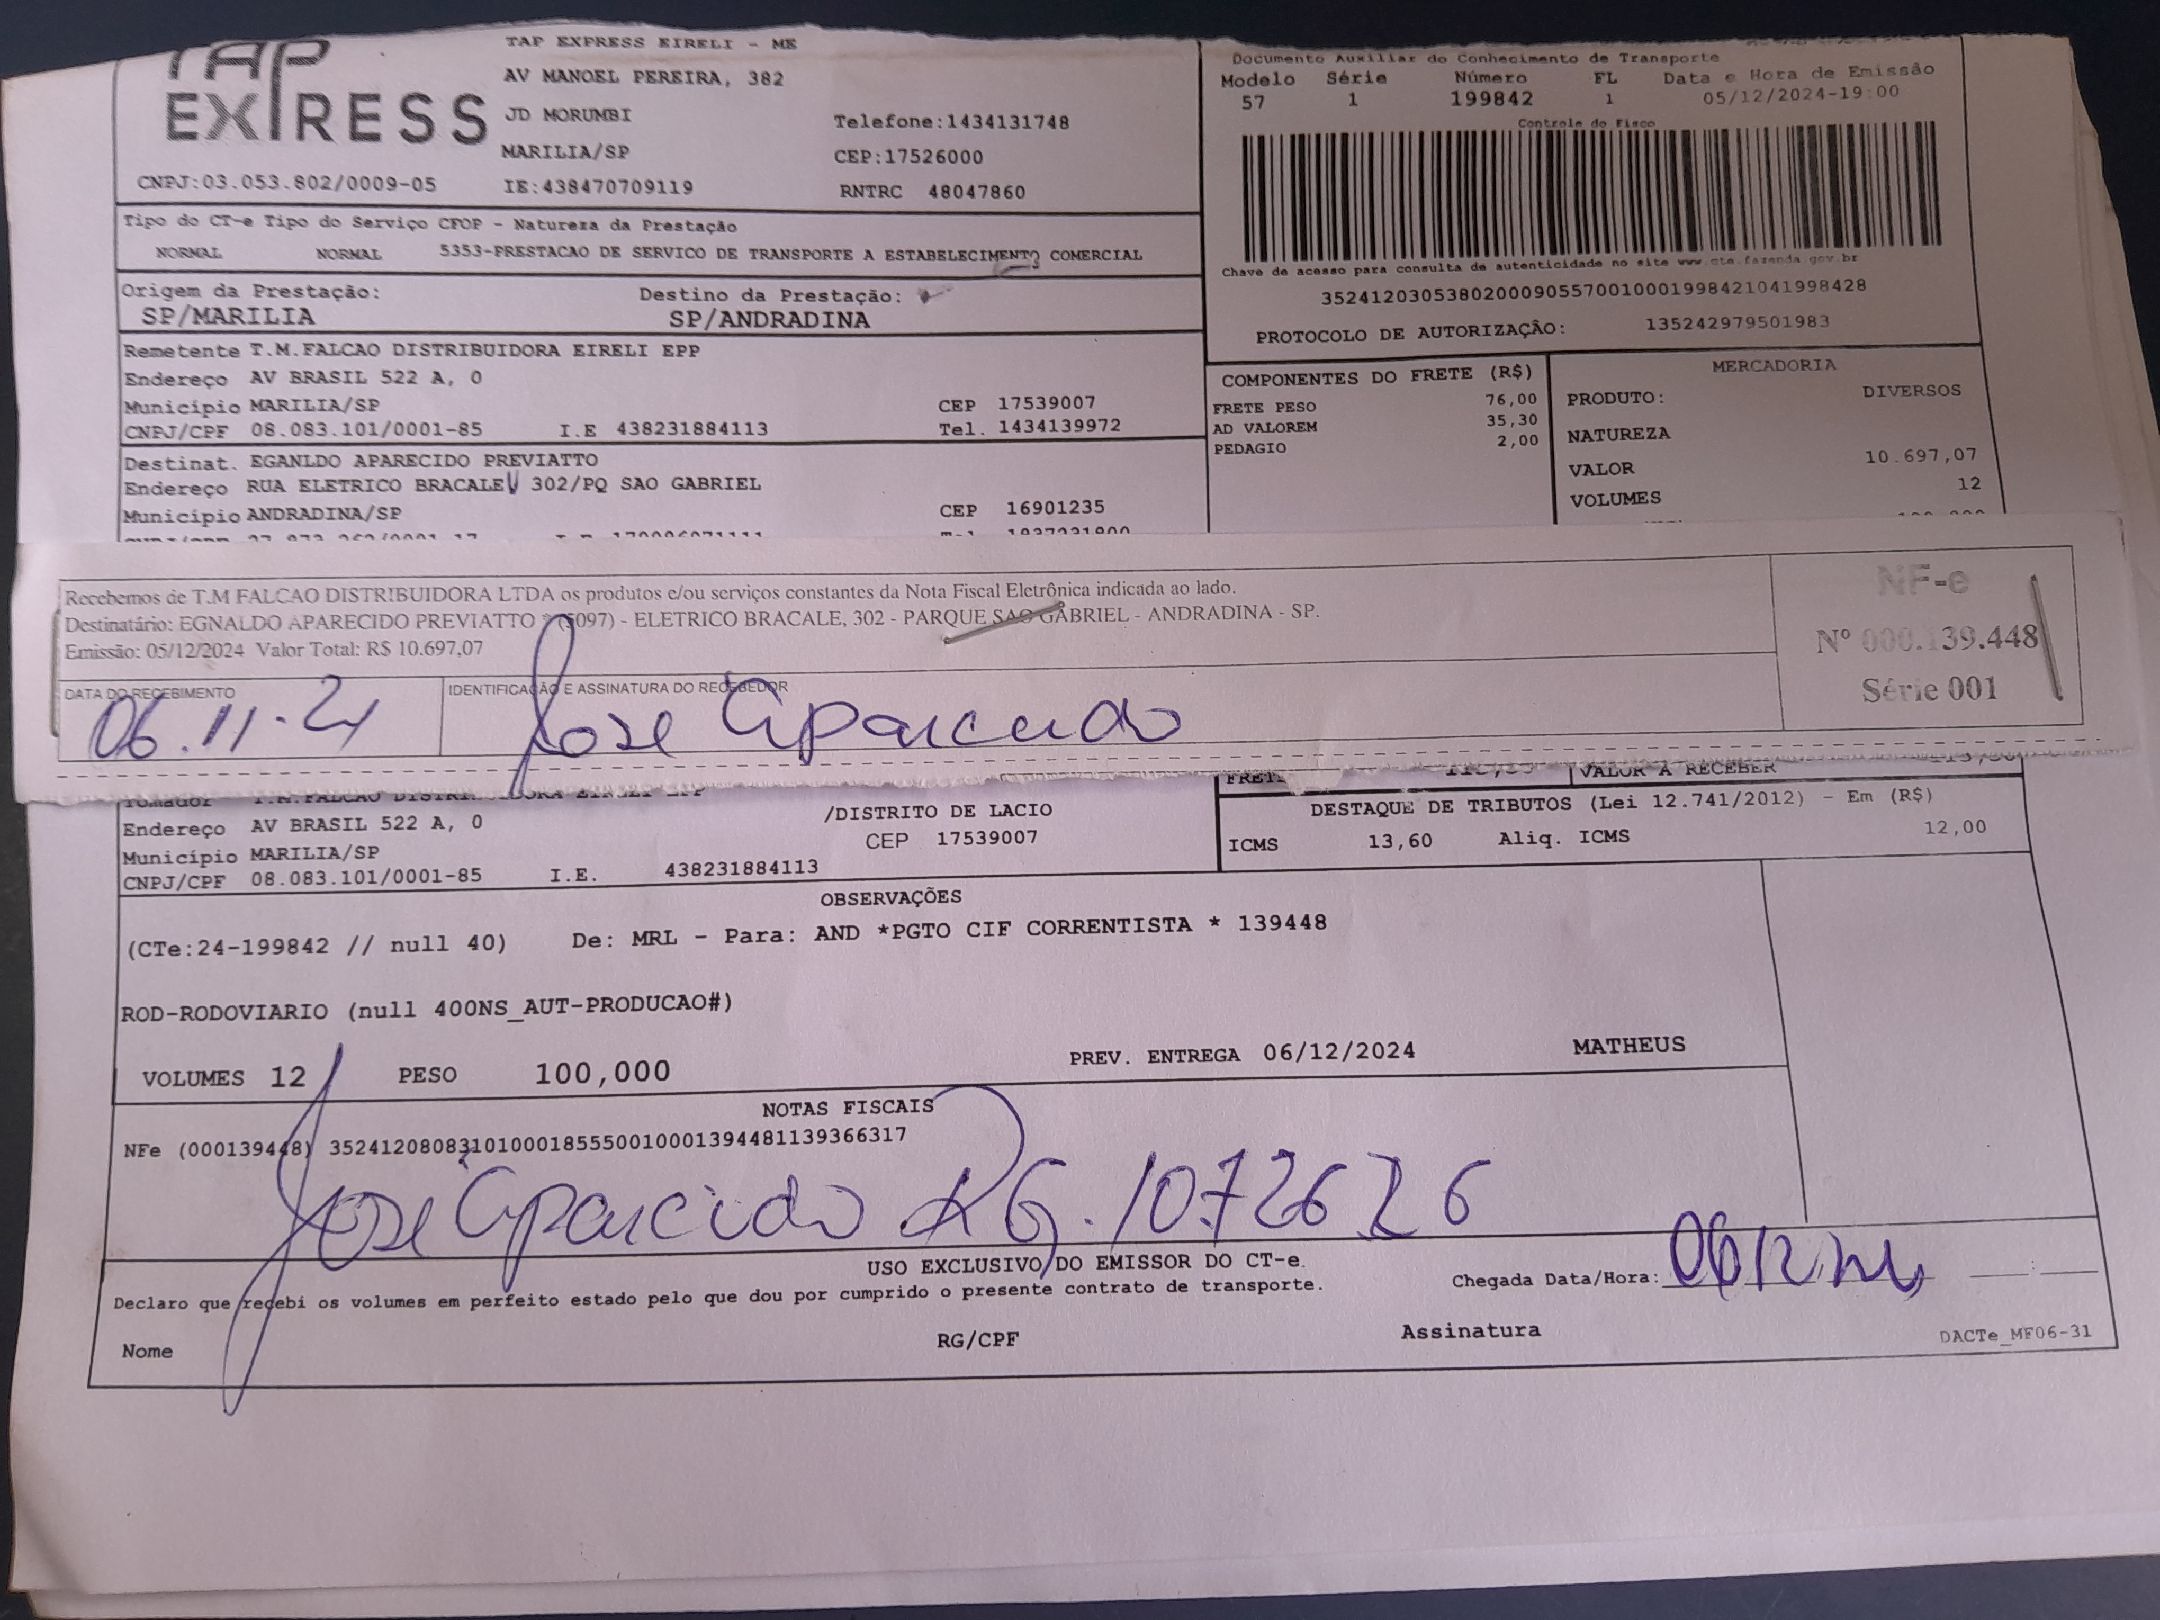 TAP EXPRESS
TAP EXPRESS EIRELI - ME
AV MANOEL PEREIRA, 382
JD MORUMBI
Telefone:1434131748
MARILIA/SP
CEP:17526000
CNPJ:03.053.802/0009-05
IE:438470709119
RNTRC 48047860
Documento Auxiliar do Conhecimento de Transporte
Modelo Série Número FL Data e Hora de Emissão
57 1 199842 1 05/12/2024-19:00
Controle do Fisco
Chave de acesso para consulta de autenticidade no site www.cte.fazenda.gov.br
35241203053802000905570010001998421041998428
PROTOCOLO DE AUTORIZAÇÃO: 135242979501983
Tipo do CT-e Tipo do Serviço CFOP - Natureza da Prestação
NORMAL NORMAL 5353-PRESTACAO DE SERVICO DE TRANSPORTE A ESTABELECIMENTO COMERCIAL
Origem da Prestação: Destino da Prestação:
SP/MARILIA SP/ANDRADINA
Remetente T.M.FALCAO DISTRIBUIDORA EIRELI EPP
Endereço AV BRASIL 522 A, 0
Município MARILIA/SP CEP 17539007
CNPJ/CPF 08.083.101/0001-85 I.E 438231884113 Tel. 1434139972
Destinat. EGANLDO APARECIDO PREVIATTO
Endereço RUA ELETRICO BRACALE 302/PQ SAO GABRIEL
Município ANDRADINA/SP CEP 16901235
COMPONENTES DO FRETE (R$)
FRETE PESO 76,00
AD VALOREM 35,30
PEDAGIO 2,00
MERCADORIA
PRODUTO: DIVERSOS
NATUREZA
VALOR 10.697,07
VOLUMES 12
Recebemos de T.M FALCAO DISTRIBUIDORA LTDA os produtos e/ou serviços constantes da Nota Fiscal Eletrônica indicada ao lado.
Destinatário: EGNALDO APARECIDO PREVIATTO * (5097) - ELETRICO BRACALE, 302 - PARQUE SAO GABRIEL - ANDRADINA - SP.
Emissão: 05/12/2024 Valor Total: R$ 10.697,07
NF-e
Nº 000.139.448
Série 001
DATA DO RECEBIMENTO IDENTIFICAÇÃO E ASSINATURA DO RECEBEDOR
06.11.24 Jose Aparecido
VALOR A RECEBER
Tomador T.M.FALCAO DISTRIBUIDORA EIRELI EPP
Endereço AV BRASIL 522 A, 0 /DISTRITO DE LACIO
Município MARILIA/SP CEP 17539007
CNPJ/CPF 08.083.101/0001-85 I.E. 438231884113
DESTAQUE DE TRIBUTOS (Lei 12.741/2012) - Em (R$)
ICMS 13,60 Aliq. ICMS 12,00
OBSERVAÇÕES
(CTe:24-199842 // null 40) De: MRL - Para: AND *PGTO CIF CORRENTISTA * 139448
ROD-RODOVIARIO (null 400NS_AUT-PRODUCAO#)
VOLUMES 12 PESO 100,000 PREV. ENTREGA 06/12/2024 MATHEUS
NOTAS FISCAIS
NFe (000139448) 35241208083101000185550010001394481139366317
Jose Aparecido RG. 10726326
USO EXCLUSIVO DO EMISSOR DO CT-e.
Declaro que recebi os volumes em perfeito estado pelo que dou por cumprido o presente contrato de transporte.
Chegada Data/Hora: 06/12/24
Nome RG/CPF Assinatura
DACTe_MF06-31